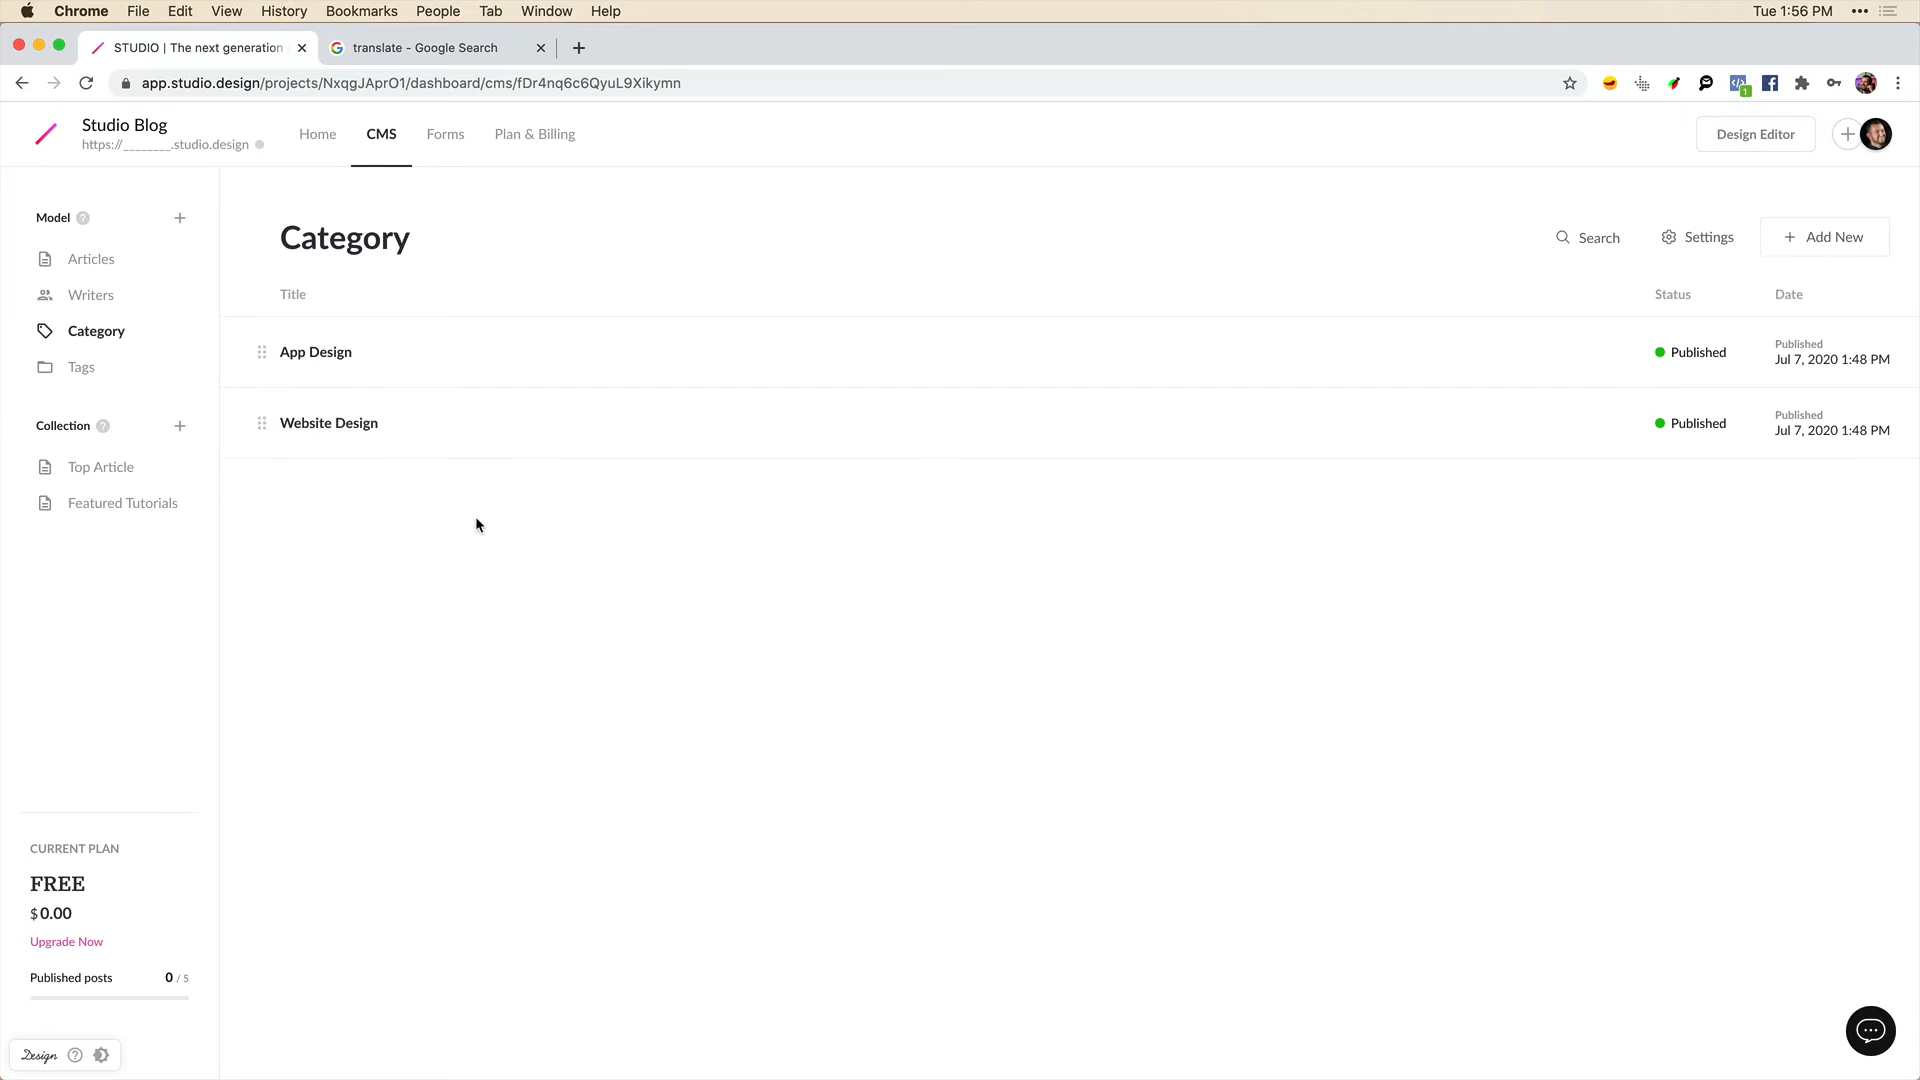 Chrome File Edit View History Bookmarks People Tab Window Help Tue 1:56 PM
STUDIO | The next generation translate - Google Search
app.studio.design/projects/NxqgJAprO1/dashboard/cms/fDr4nq6c6QyuL9Xikymn
1
Studio Blog
https://________.studio.design
Home CMS Forms Plan & Billing
Design Editor
Model ?
Articles
Writers
Category
Tags
Collection ?
Top Article
Featured Tutorials
Category
Search Settings Add New
Title Status Date
App Design Published Published
Jul 7, 2020 1:48 PM
Website Design Published Published
Jul 7, 2020 1:48 PM
CURRENT PLAN
FREE
$0.00
Upgrade Now
Published posts 0 / 5
Design ?